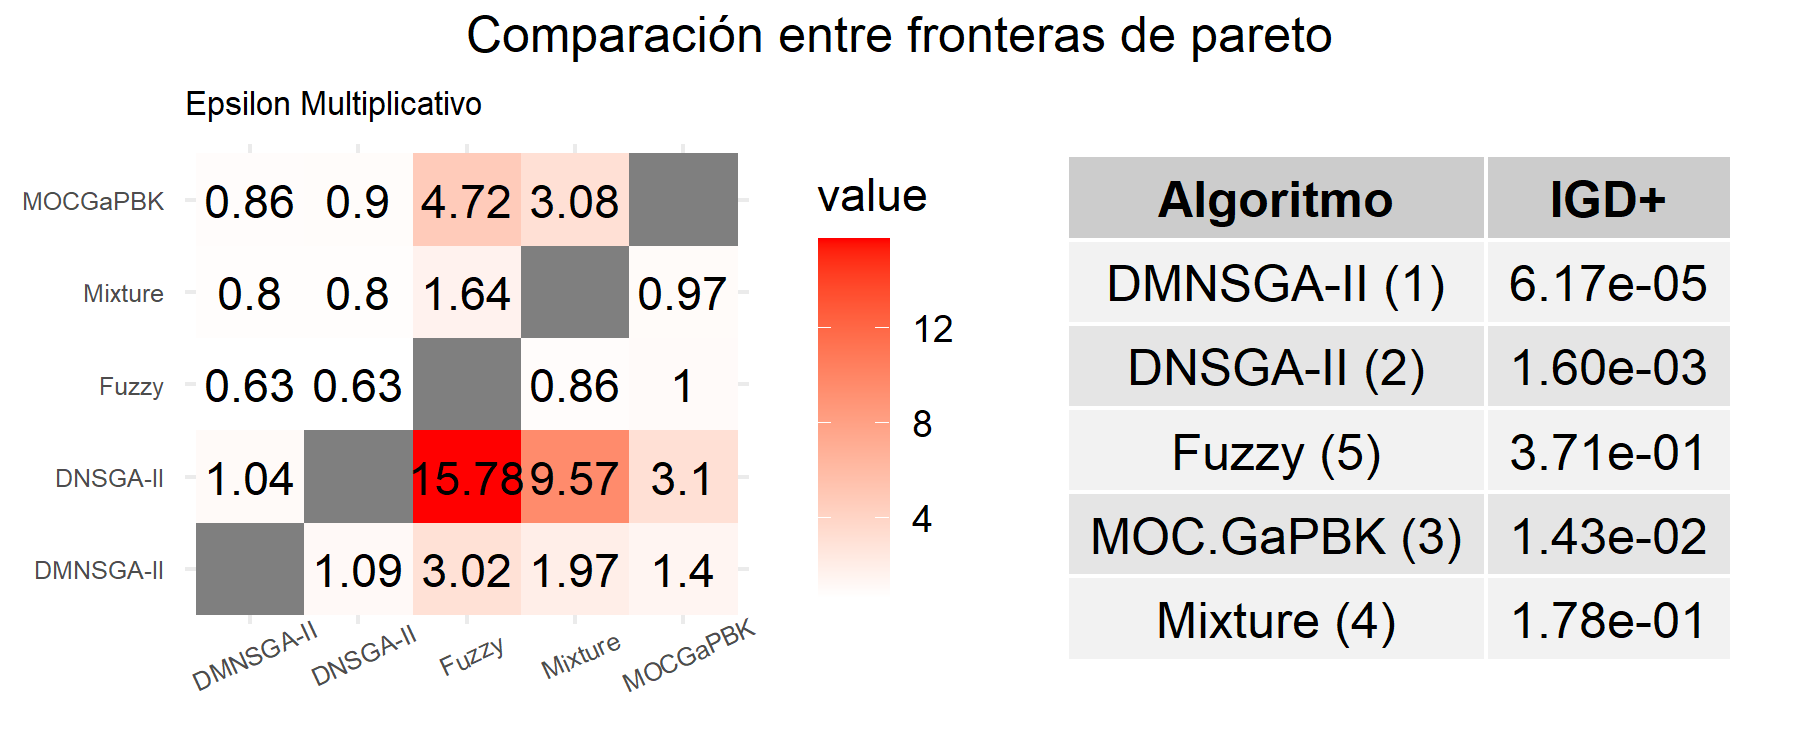 Comparación entre fronteras de pareto
Epsilon Multiplicativo
MOCGaPBK 0.86 0.9 4.72 3.08
Mixture 0.8 0.8 1.64 0.97
Fuzzy 0.63 0.63 0.86 1
DNSGA-II 1.04 15.78 9.57 3.1
DMNSGA-II 1.09 3.02 1.97 1.4
DMNSGA-II DNSGA-II Fuzzy Mixture MOCGaPBK
value
12
8
4
Algoritmo IGD+
DMNSGA-II (1) 6.17e-05
DNSGA-II (2) 1.60e-03
Fuzzy (5) 3.71e-01
MOC.GaPBK (3) 1.43e-02
Mixture (4) 1.78e-01